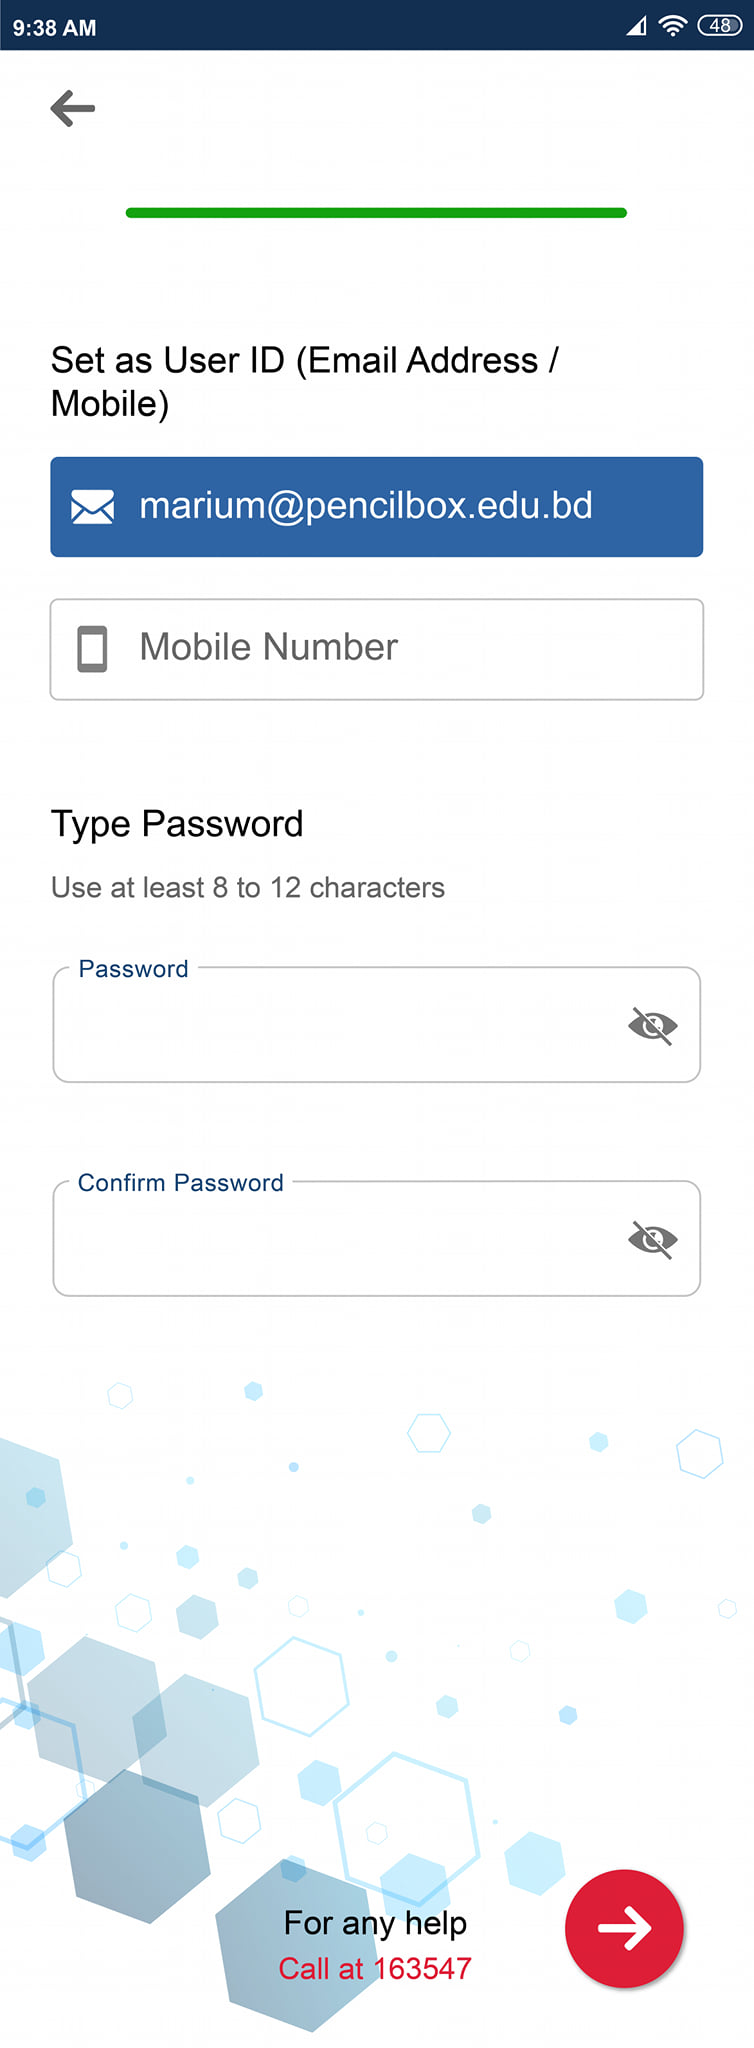 9:38 AM
48
Set as User ID (Email Address /
Mobile)
marium@pencilbox.edu.bd
Mobile Number
Type Password
Use at least 8 to 12 characters
Password
Confirm Password
For any help
Call at 163547